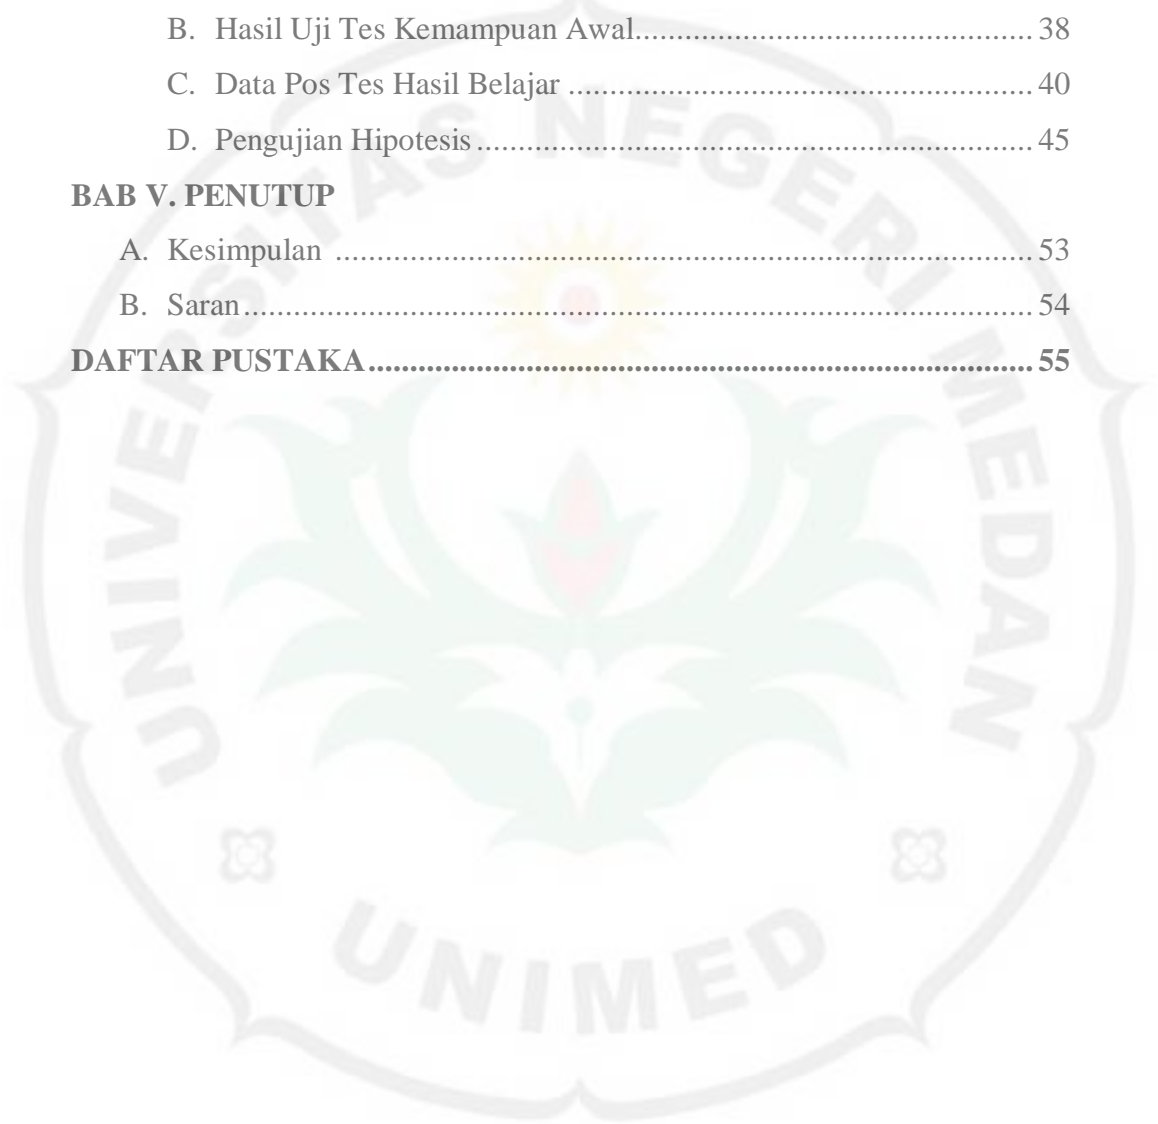 B. Hasil Uji Tes Kemampuan Awal................................................ 38
C. Data Pos Tes Hasil Belajar ........................................................ 40
D. Pengujian Hipotesis ................................................................... 45
BAB V. PENUTUP
A. Kesimpulan .................................................................................... 53
B. Saran................................................................................................ 54
DAFTAR PUSTAKA................................................................................ 55
UNIVERSITAS NEGERI MEDAN
UNIMED